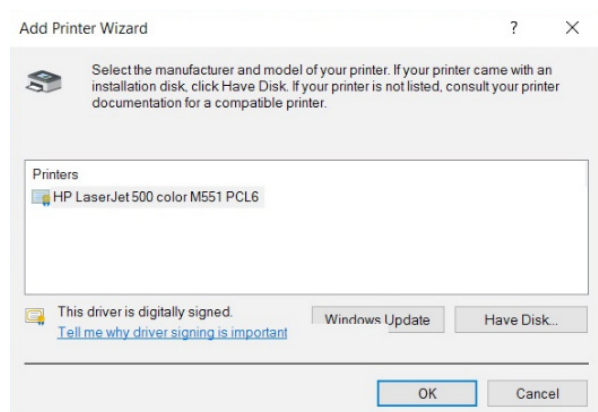 Add Printer Wizard ?
Select the manufacturer and model of your printer. If your printer came with an
installation disk, click Have Disk. If your printer is not listed, consult your printer
documentation for a compatible printer.
Printers
HP LaserJet 500 color M551 PCL6
This driver is digitally signed.
Tell me why driver signing is important
Windows Update Have Disk...
OK Cancel